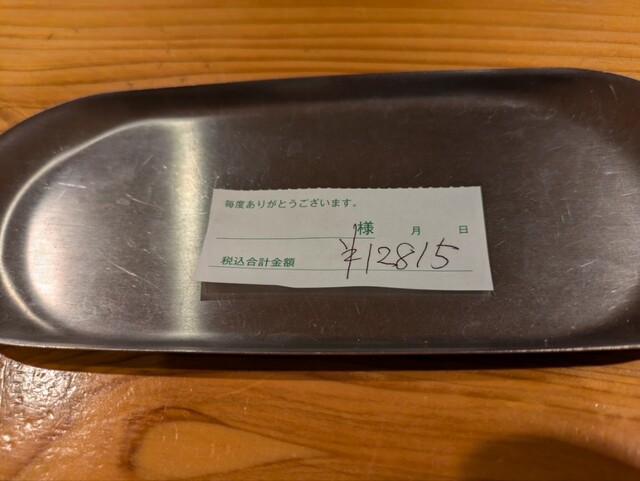 毎度ありがとうございます。
様 月 日
税込合計金額 ¥12815